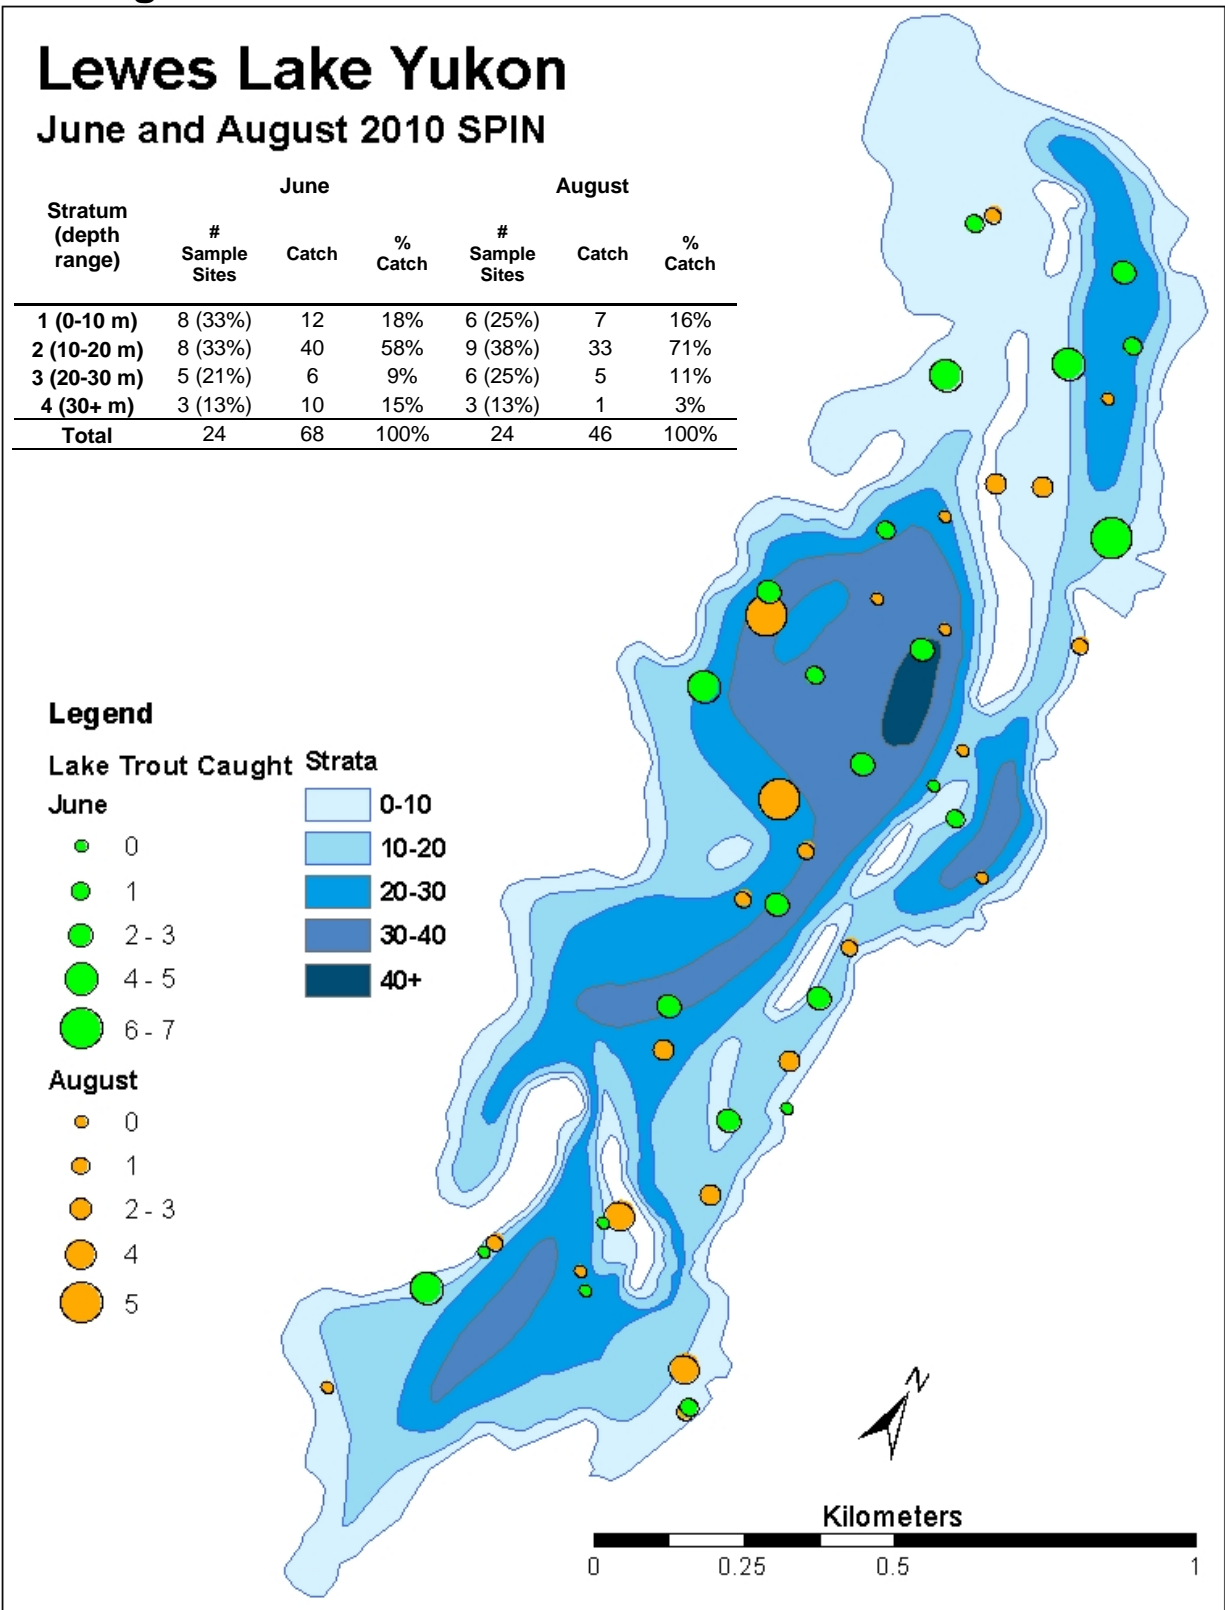 Lewes Lake Yukon
June and August 2010 SPIN
June August
Stratum (depth range) # Sample Sites Catch % Catch # Sample Sites Catch % Catch
1 (0-10 m) 8 (33%) 12 18% 6 (25%) 7 16%
2 (10-20 m) 8 (33%) 40 58% 9 (38%) 33 71%
3 (20-30 m) 5 (21%) 6 9% 6 (25%) 5 11%
4 (30+ m) 3 (13%) 10 15% 3 (13%) 1 3%
Total 24 68 100% 24 46 100%
Legend
Lake Trout Caught
June
0
1
2 - 3
4 - 5
6 - 7
August
0
1
2 - 3
4
5
Strata
0-10
10-20
20-30
30-40
40+
N
Kilometers
0 0.25 0.5 1